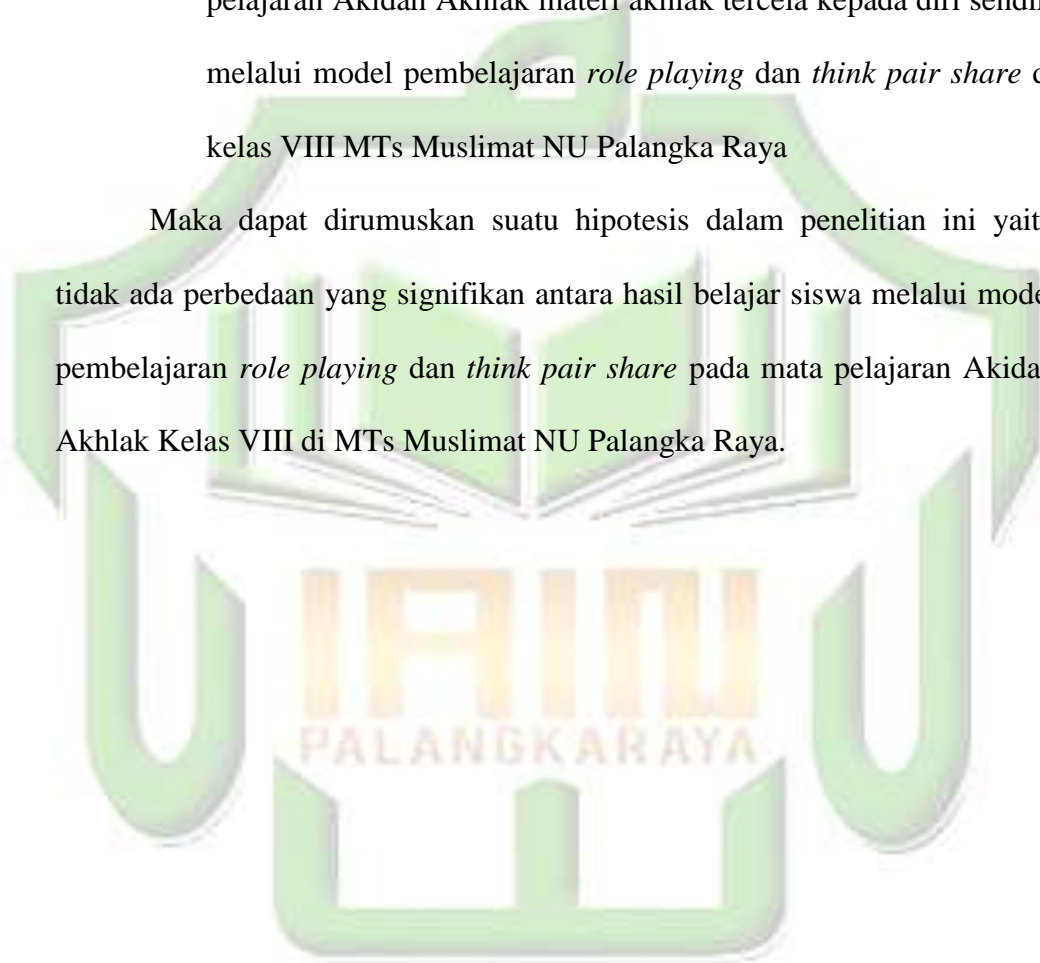 pelajaran Akidah Akhlak materi akhlak tercela kepada diri
melalui model pembelajaran role playing dan think pair share
kelas VIII MTs Muslimat NU Palangka Raya
Maka dapat dirumuskan suatu hipotesis dalam penelitian ini
tidak ada perbedaan yang signifikan antara hasil belajar siswa melalui
pembelajaran role playing dan think pair share pada mata pelajaran
Akhlak Kelas VIII di MTs Muslimat NU Palangka Raya.
IAIN
PALANGKARAYA